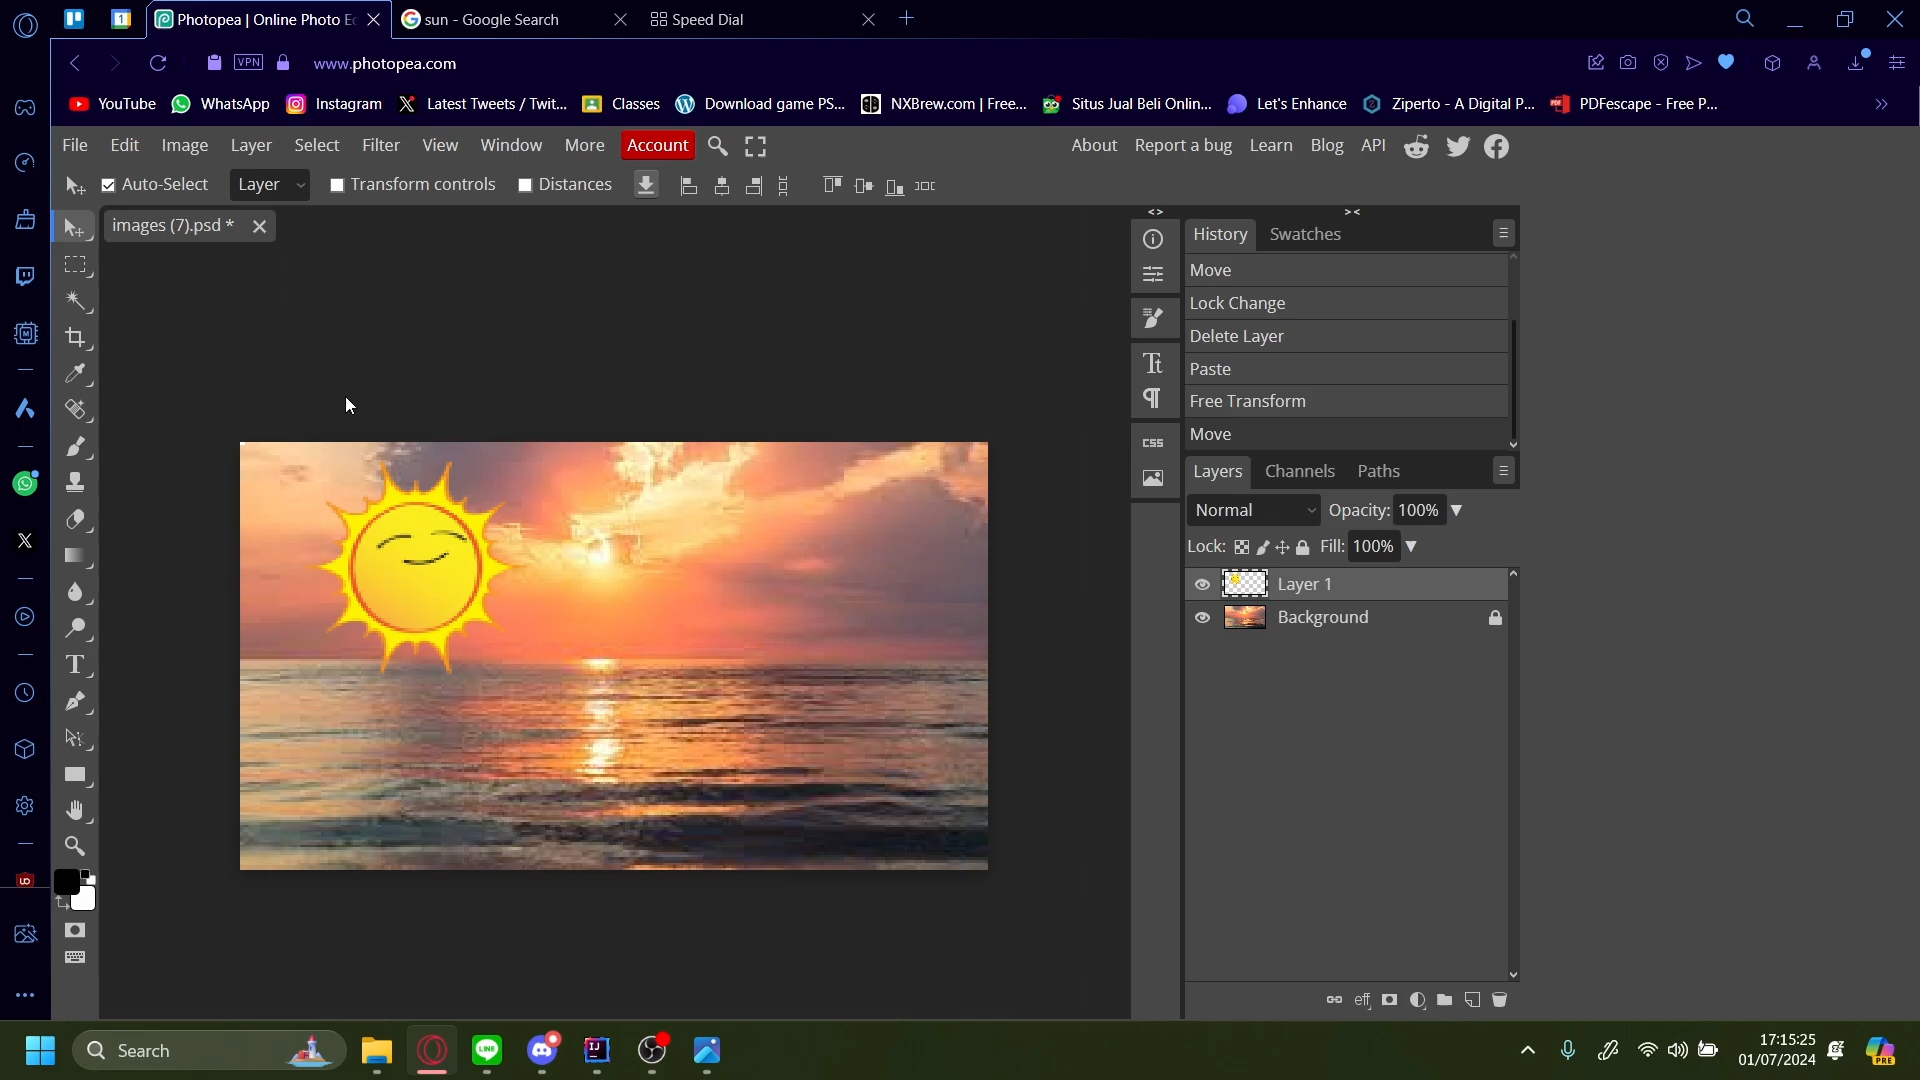 Photopea | Online Photo E
sun - Google Search
Speed Dial
VPN
www.photopea.com
YouTube
WhatsApp
Instagram
Latest Tweets / Twit...
Classes
Download game PS...
NXBrew.com | Free...
Situs Jual Beli Onlin...
Let's Enhance
Ziperto - A Digital P...
PDFescape - Free P...
File Edit Image Layer Select Filter View Window More Account
About Report a bug Learn Blog API
Auto-Select
Layer
Transform controls
Distances
images (7).psd *
History Swatches
Move
Lock Change
Delete Layer
Paste
Free Transform
Move
CSS
Layers Channels Paths
Normal
Opacity: 100%
Lock:
Fill: 100%
Layer 1
Background
eff
Search
17:15:25
01/07/2024